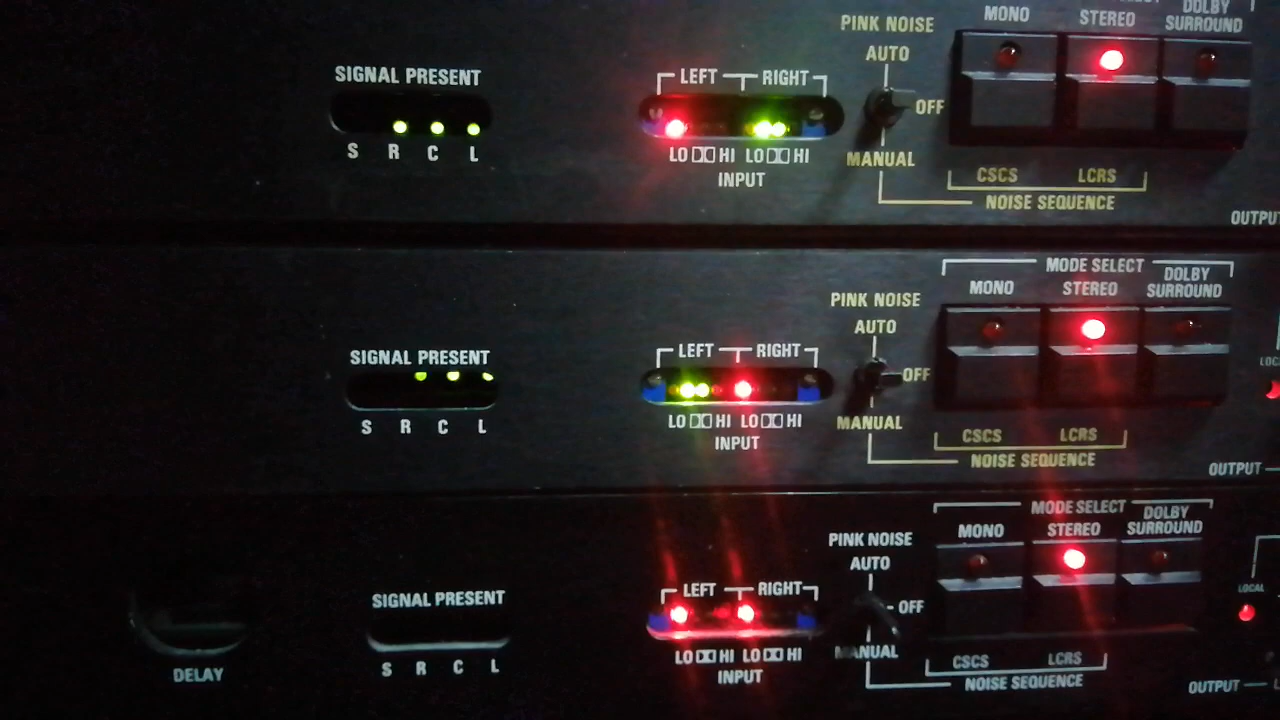 MONO STEREO DOLBY SURROUND
PINK NOISE
AUTO
OFF
MANUAL
SIGNAL PRESENT
S R C L
LEFT RIGHT
LO HI LO HI
INPUT
CSCS LCRS
NOISE SEQUENCE
OUTPUT
MODE SELECT
MONO STEREO DOLBY SURROUND
PINK NOISE
AUTO
OFF
MANUAL
SIGNAL PRESENT
S R C L
LEFT RIGHT
LO HI LO HI
INPUT
CSCS LCRS
NOISE SEQUENCE
OUTPUT
MODE SELECT
MONO STEREO DOLBY SURROUND
PINK NOISE
AUTO
OFF
MANUAL
DELAY
SIGNAL PRESENT
S R C L
LEFT RIGHT
LO HI LO HI
INPUT
CSCS LCRS
NOISE SEQUENCE
LOCAL
OUTPUT